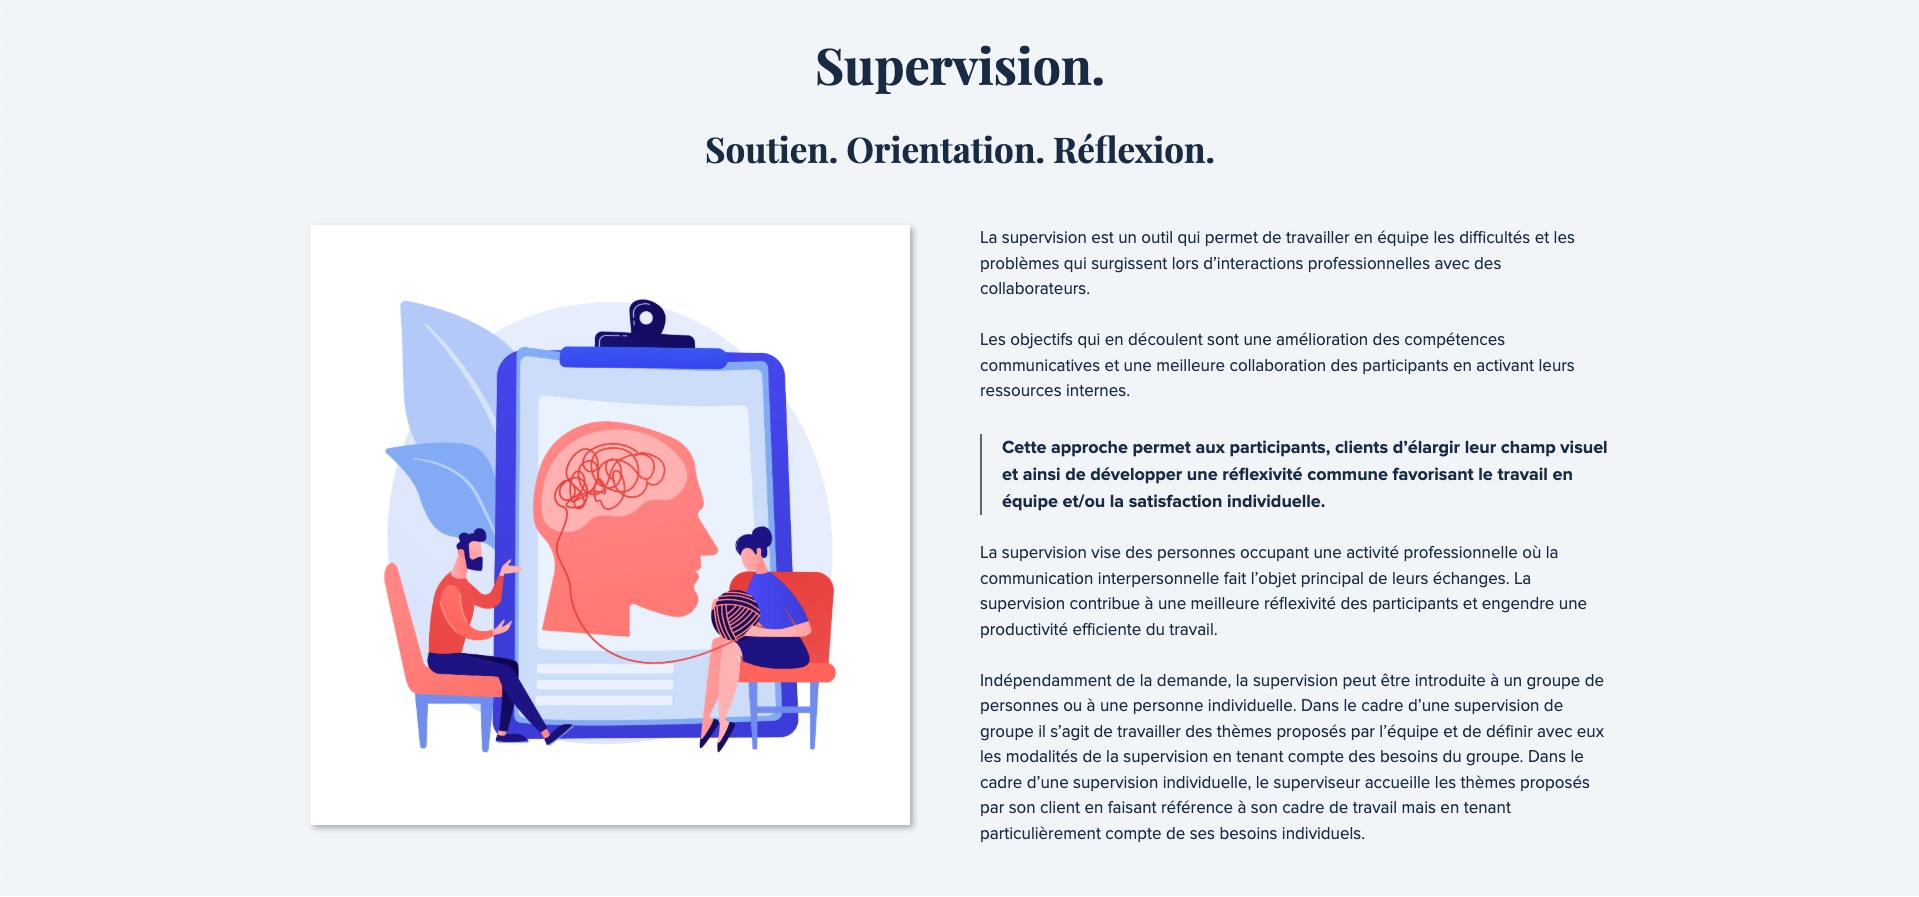 Supervision.
Soutien. Orientation. Réflexion.
La supervision est un outil qui permet de travailler en équipe les difficultés et les
problèmes qui surgissent lors d’interactions professionnelles avec des
collaborateurs.
Les objectifs qui en découlent sont une amélioration des compétences
communicatives et une meilleure collaboration des participants en activant leurs
ressources internes.
Cette approche permet aux participants, clients d’élargir leur champ visuel
et ainsi de développer une réflexivité commune favorisant le travail en
équipe et/ou la satisfaction individuelle.
La supervision vise des personnes occupant une activité professionnelle où la
communication interpersonnelle fait l’objet principal de leurs échanges. La
supervision contribue à une meilleure réflexivité des participants et engendre une
productivité efficiente du travail.
Indépendamment de la demande, la supervision peut être introduite à un groupe de
personnes ou à une personne individuelle. Dans le cadre d’une supervision de
groupe il s’agit de travailler des thèmes proposés par l’équipe et de définir avec eux
les modalités de la supervision en tenant compte des besoins du groupe. Dans le
cadre d’une supervision individuelle, le superviseur accueille les thèmes proposés
par son client en faisant référence à son cadre de travail mais en tenant
particulièrement compte de ses besoins individuels.